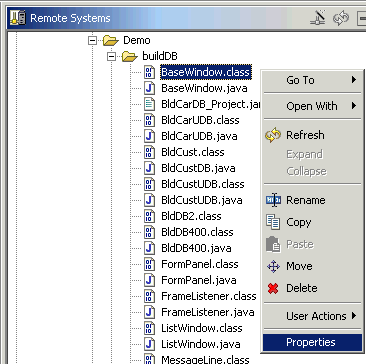 Remote Systems
Demo
buildDB
BaseWindow.class
BaseWindow.java
BldCarDB_Project.jar
BldCarUDB.class
BldCarUDB.java
BldCust.class
BldCustDB.java
BldCustUDB.class
BldCustUDB.java
BldDB2.class
BldDB400.class
BldDB400.java
FormPanel.class
FormPanel.java
FrameListener.class
FrameListener.java
ListWindow.class
ListWindow.java
MessageLine.class
Go To
Open With
Refresh
Expand
Collapse
Rename
Copy
Paste
Move
Delete
User Actions
Properties